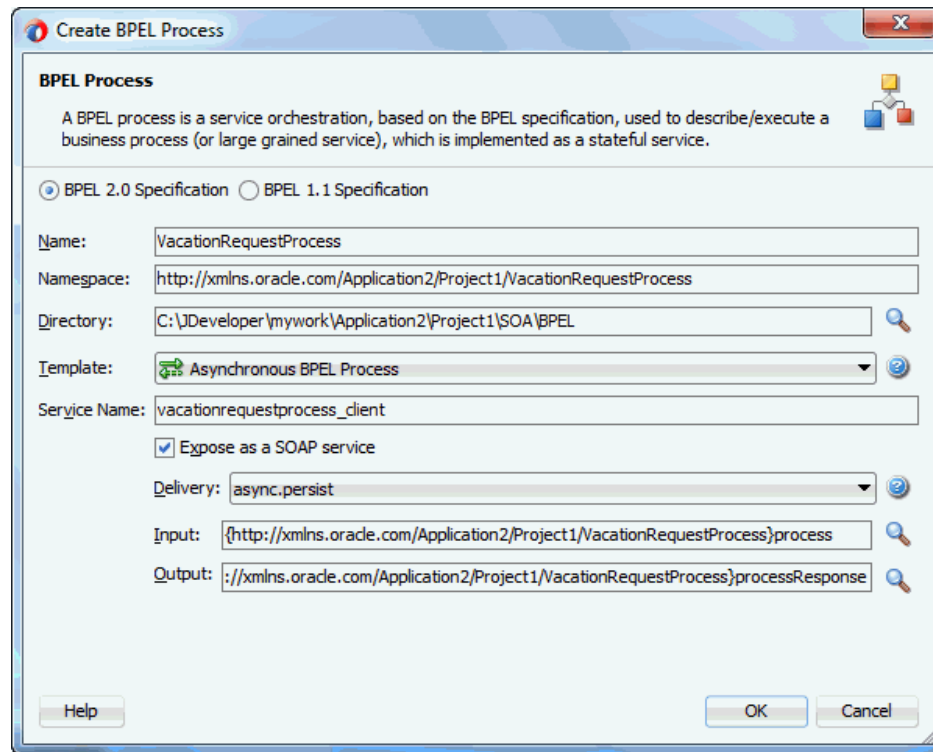 Create BPEL Process
BPEL Process
A BPEL process is a service orchestration, based on the BPEL specification, used to describe/execute a
business process (or large grained service), which is implemented as a stateful service.
BPEL 2.0 Specification BPEL 1.1 Specification
Name: VacationRequestProcess
Namespace: http://xmlns.oracle.com/Application2/Project1/VacationRequestProcess
Directory: C:\JDeveloper\mywork\Application2\Project1\SOA\BPEL
Template: Asynchronous BPEL Process
Service Name: vacationrequestprocess_client
Expose as a SOAP service
Delivery: async.persist
Input: {http://xmlns.oracle.com/Application2/Project1/VacationRequestProcess}process
Output: ://xmlns.oracle.com/Application2/Project1/VacationRequestProcess}processResponse
Help OK Cancel